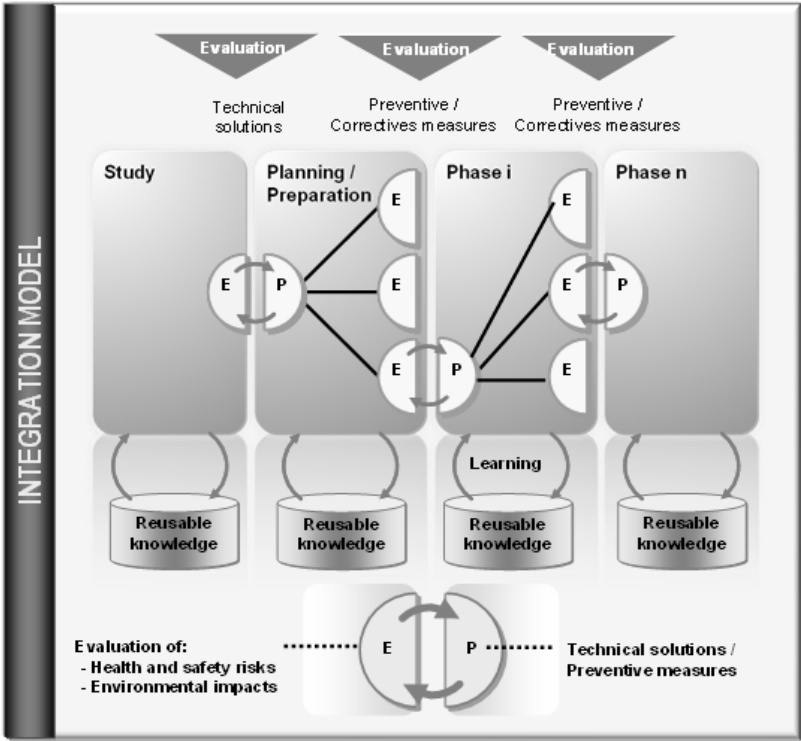 INTEGRATION MODEL
Evaluation
Evaluation
Evaluation
Technical
solutions
Preventive /
Correctives measures
Preventive /
Correctives measures
Study
Planning /
Preparation
Phase i
Phase n
E
E
E
P
E
E
P
E
E
P
E
P
E
Learning
Reusable
knowledge
Reusable
knowledge
Reusable
knowledge
Reusable
knowledge
Evaluation of:
- Health and safety risks
- Environmental impacts
E
P
Technical solutions /
Preventive measures